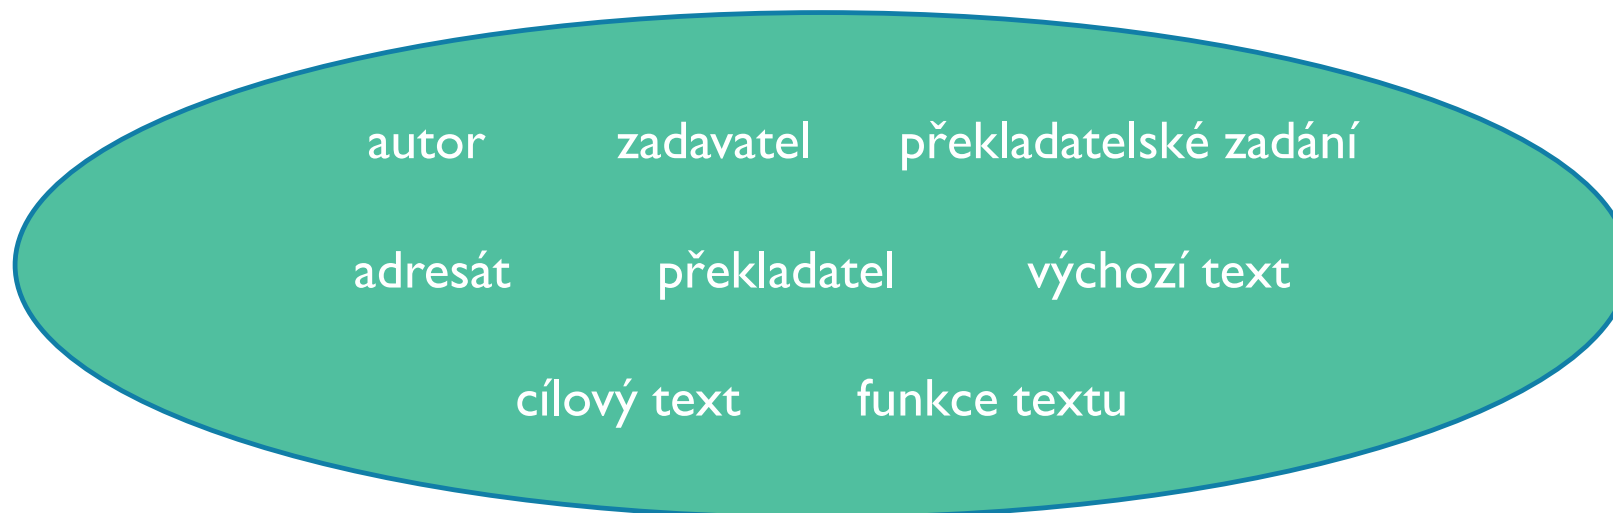 autor zadavatel překladatelské zadání
adresát překladatel výchozí text
cílový text funkce textu